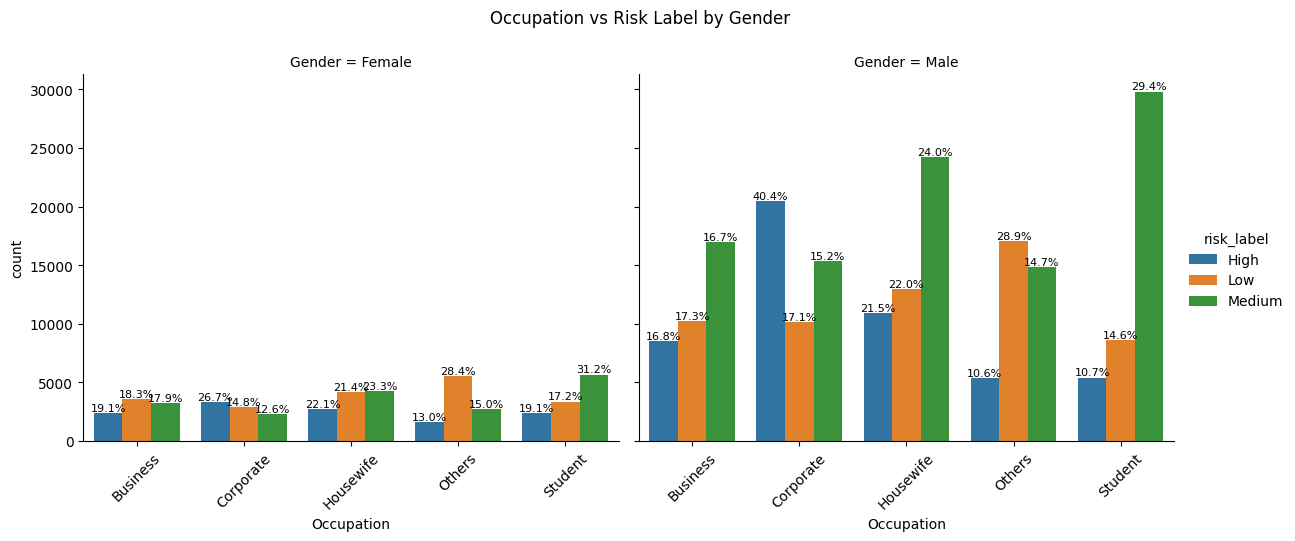 Occupation vs Risk Label by Gender
Gender = Female
Gender = Male
count
30000
25000
20000
15000
10000
5000
0
19.1%
18.3%
17.9%
26.7%
14.8%
12.6%
22.1%
21.4%
23.3%
13.0%
28.4%
15.0%
19.1%
17.2%
31.2%
16.8%
17.3%
16.7%
40.4%
17.1%
15.2%
21.5%
22.0%
24.0%
10.6%
28.9%
14.7%
10.7%
14.6%
29.4%
Business
Corporate
Housewife
Others
Student
Occupation
Business
Corporate
Housewife
Others
Student
Occupation
risk_label
High
Low
Medium